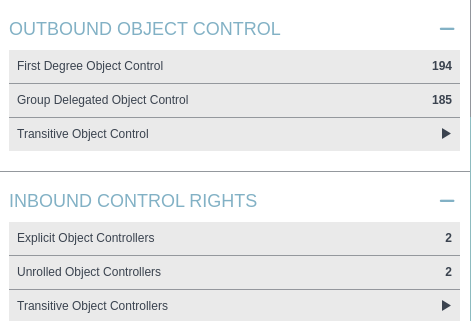 OUTBOUND OBJECT CONTROL
First Degree Object Control 194
Group Delegated Object Control 185
Transitive Object Control
INBOUND CONTROL RIGHTS
Explicit Object Controllers 2
Unrolled Object Controllers 2
Transitive Object Controllers